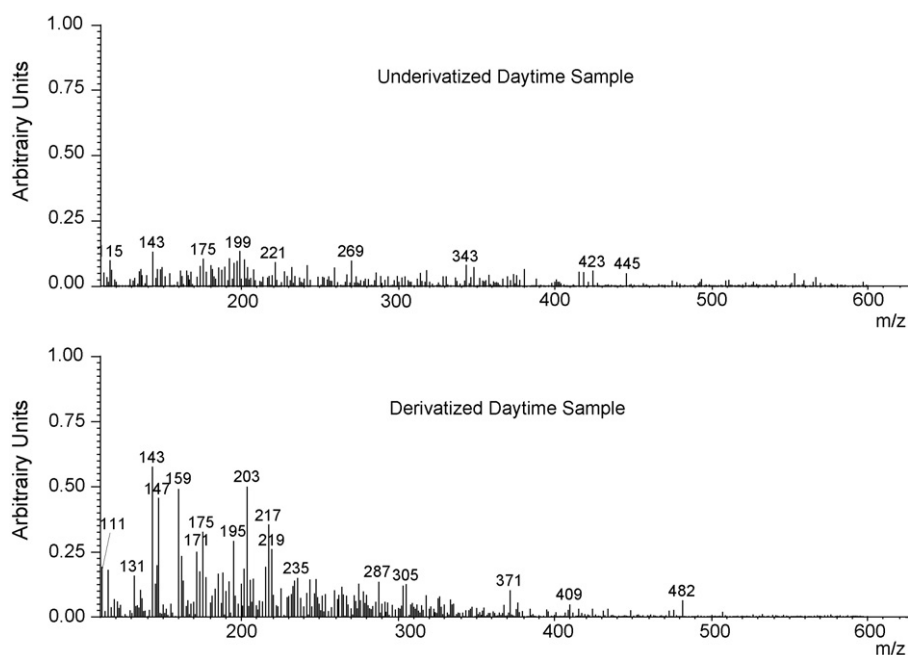 1.00
Underivatized Daytime Sample
0.75
Arbitrairy Units
0.50
0.25
115 143 175 199 221 269 343 423 445
200 300 400 500 600
m/z
1.00
Derivatized Daytime Sample
0.75
Arbitrairy Units
143
0.50
147 159 203
111 175 217
0.25
171 195 219
131 235 287 305 371 409 482
0.00
200 300 400 500 600
m/z
0.00